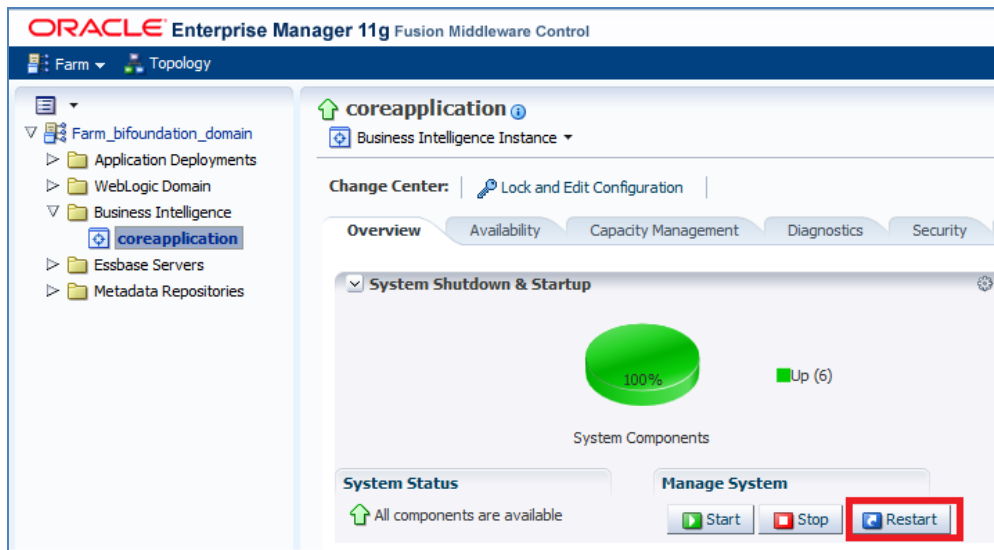 ORACLE Enterprise Manager 11g Fusion Middleware Control
Farm Topology
Farm_bifoundation_domain
Application Deployments
WebLogic Domain
Business Intelligence
coreapplication
Essbase Servers
Metadata Repositories
coreapplication
Business Intelligence Instance
Change Center: Lock and Edit Configuration
Overview Availability Capacity Management Diagnostics Security
System Shutdown & Startup
100%
Up (6)
System Components
System Status
All components are available
Manage System
Start Stop Restart